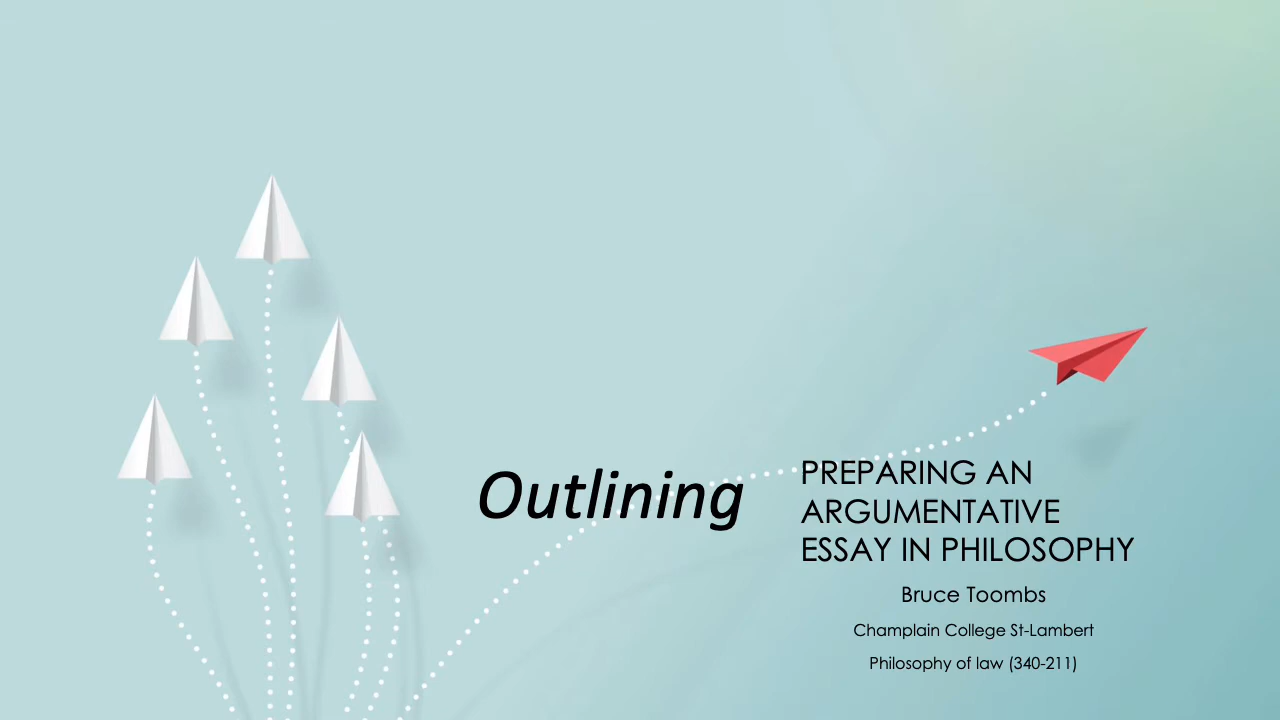 Outlining
PREPARING AN
ARGUMENTATIVE
ESSAY IN PHILOSOPHY
Bruce Toombs
Champlain College St-Lambert
Philosophy of law (340-211)